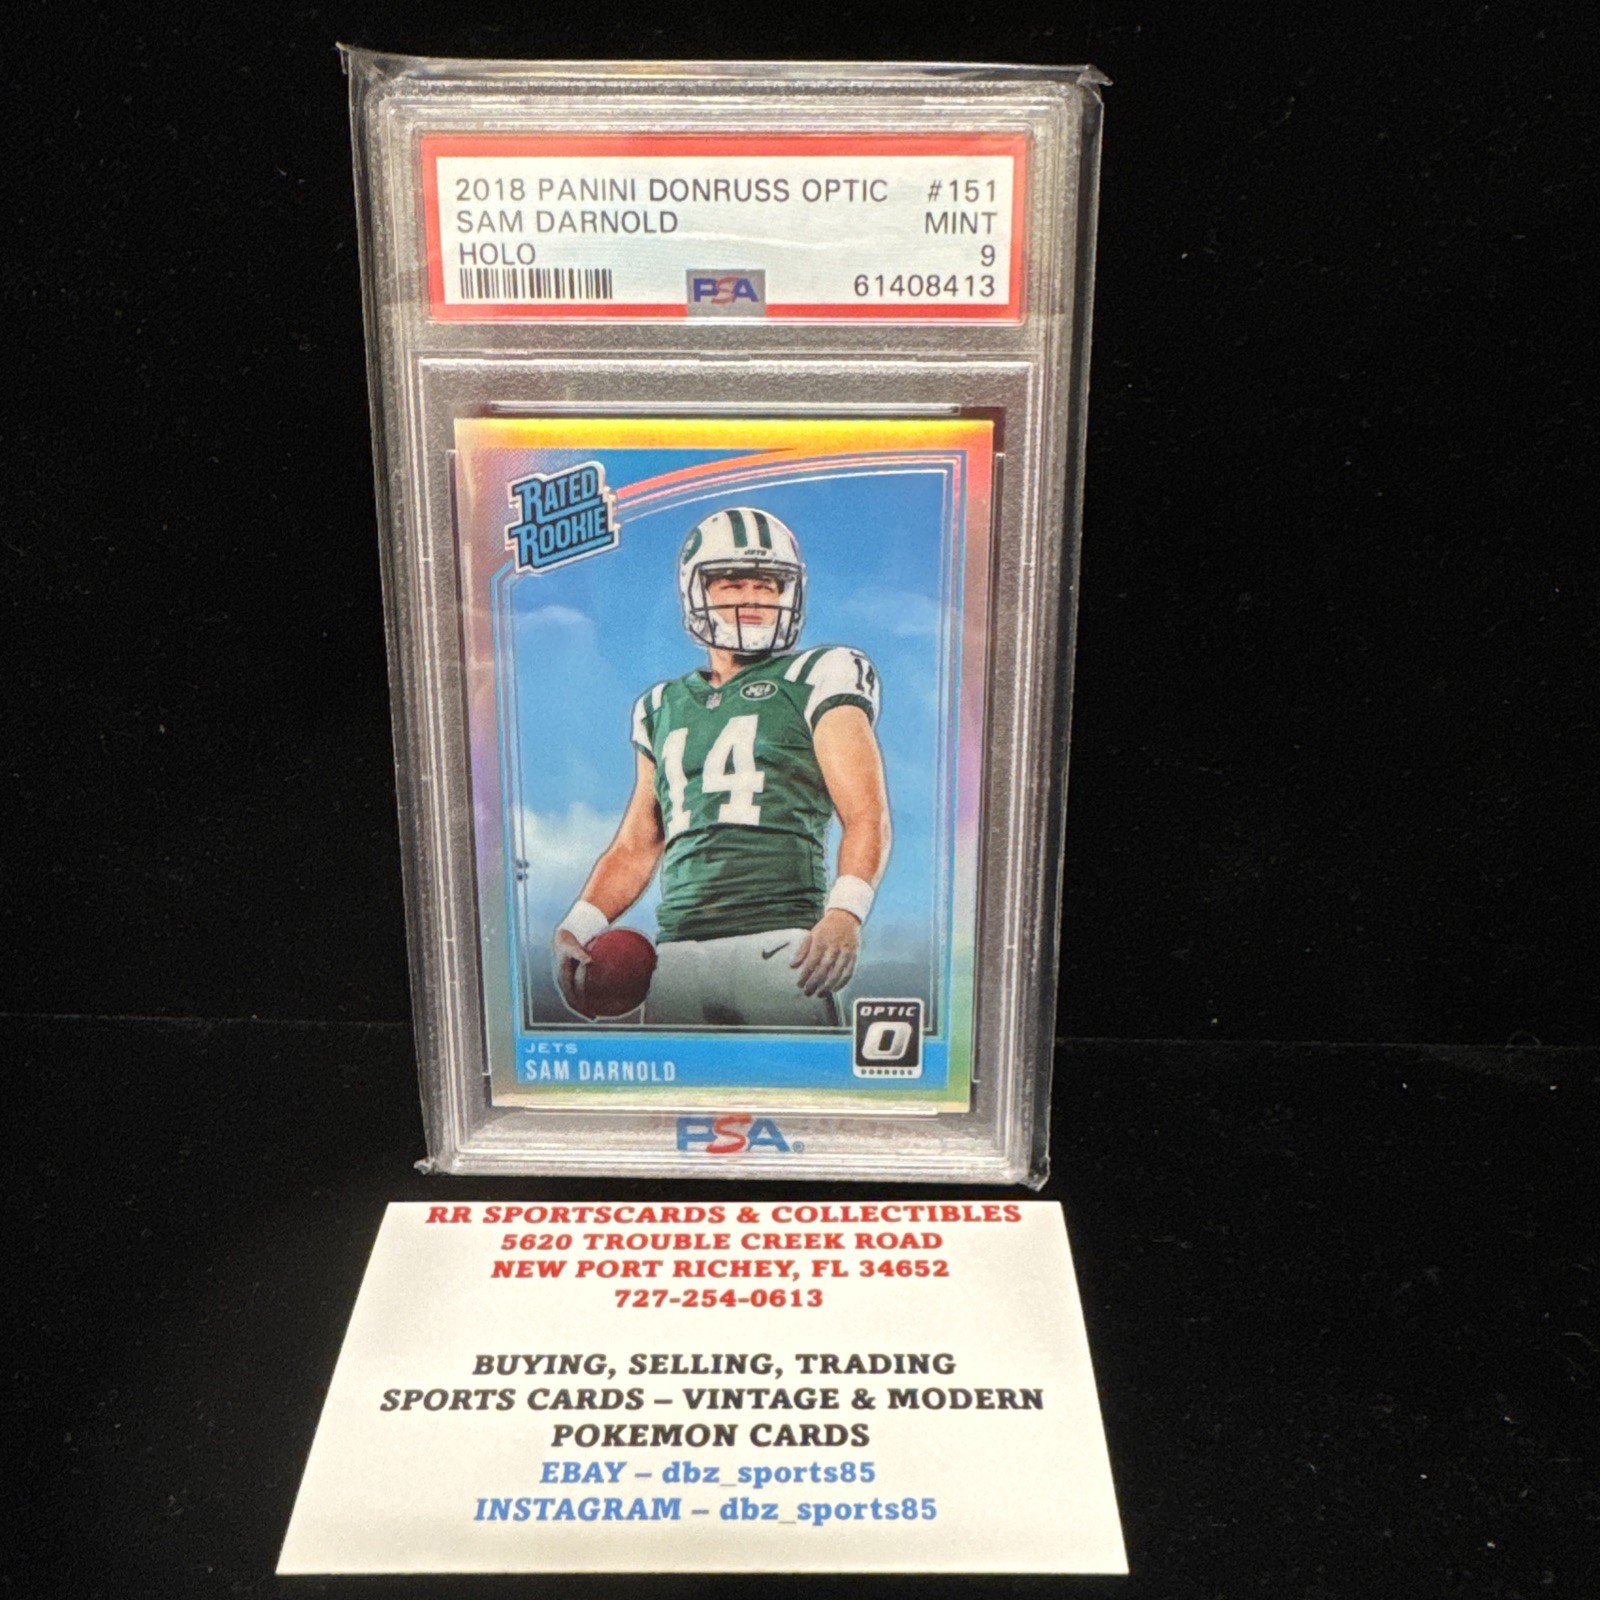 2018 PANINI DONRUSS OPTIC #151
SAM DARNOLD MINT
HOLO 9
PSA 61408413
RATED
ROOKIE
JETS
14
14
OPTIC
O
DONRUSS
JETS
SAM DARNOLD
PSA®
RR SPORTSCARDS & COLLECTIBLES
5620 TROUBLE CREEK ROAD
NEW PORT RICHEY, FL 34652
727-254-0613
BUYING, SELLING, TRADING
SPORTS CARDS – VINTAGE & MODERN
POKEMON CARDS
EBAY – dbz_sports85
INSTAGRAM – dbz_sports85